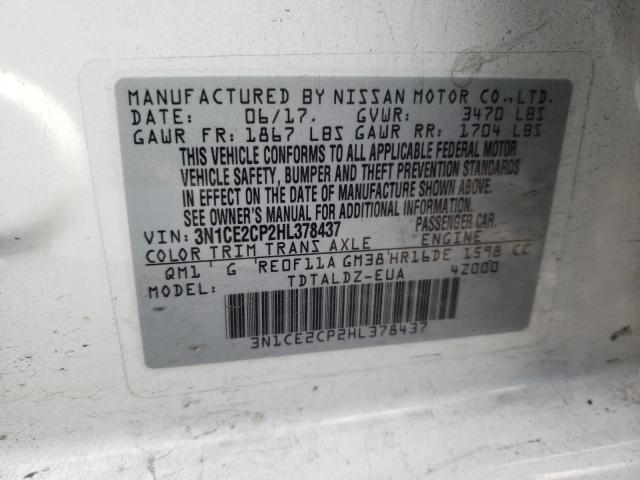 MANUFACTURED BY NISSAN MOTOR CO.,LTD.
DATE: 06/17. GVWR: 3470 LBS
GAWR FR: 1867 LBS GAWR RR: 1704 LBS
THIS VEHICLE CONFORMS TO ALL APPLICABLE FEDERAL MOTOR
VEHICLE SAFETY, BUMPER AND THEFT PREVENTION STANDARDS
IN EFFECT ON THE DATE OF MANUFACTURE SHOWN ABOVE.
SEE OWNER'S MANUAL FOR ADDITIONAL INFORMATION.
VIN: 3N1CE2CP2HL378437 PASSENGER CAR.
COLOR TRIM TRANS AXLE ENGINE
QM1 G RE0F11A GM38 HR16DE 1598 CC
MODEL: TDTALDZ-EUA 4Z000
3N1CE2CP2HL378437